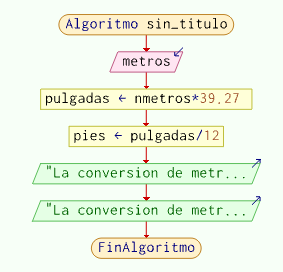 Algoritmo sin_titulo
metros
pulgadas ← nmetros*39.27
pies ← pulgadas/12
"La conversion de metr...
"La conversion de metr...
FinAlgoritmo